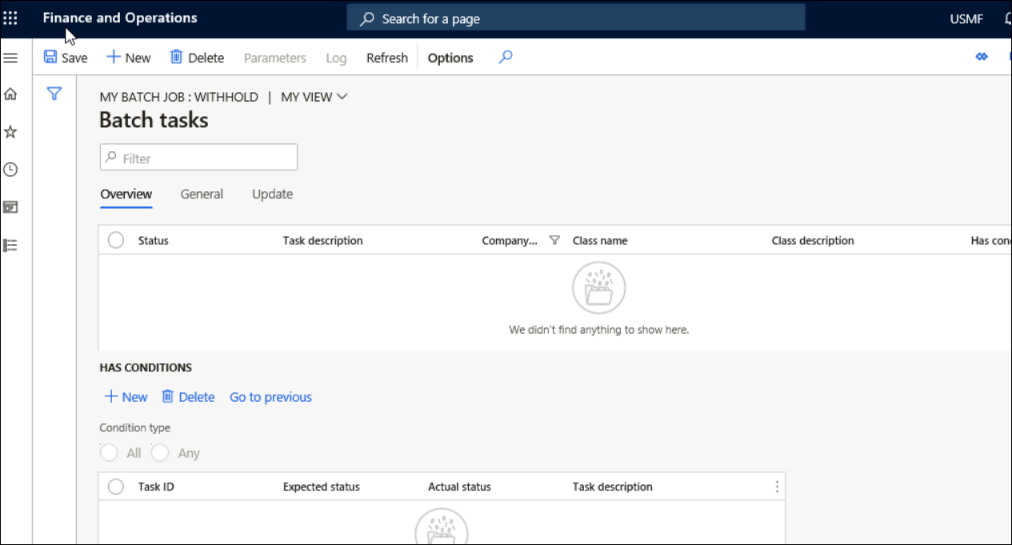 Finance and Operations
Search for a page
USMF
Save
New
Delete
Parameters
Log
Refresh
Options
MY BATCH JOB : WITHHOLD | MY VIEW
Batch tasks
Filter
Overview
General
Update
Status
Task description
Company...
Class name
Class description
Has con
We didn't find anything to show here.
HAS CONDITIONS
New
Delete
Go to previous
Condition type
All
Any
Task ID
Expected status
Actual status
Task description